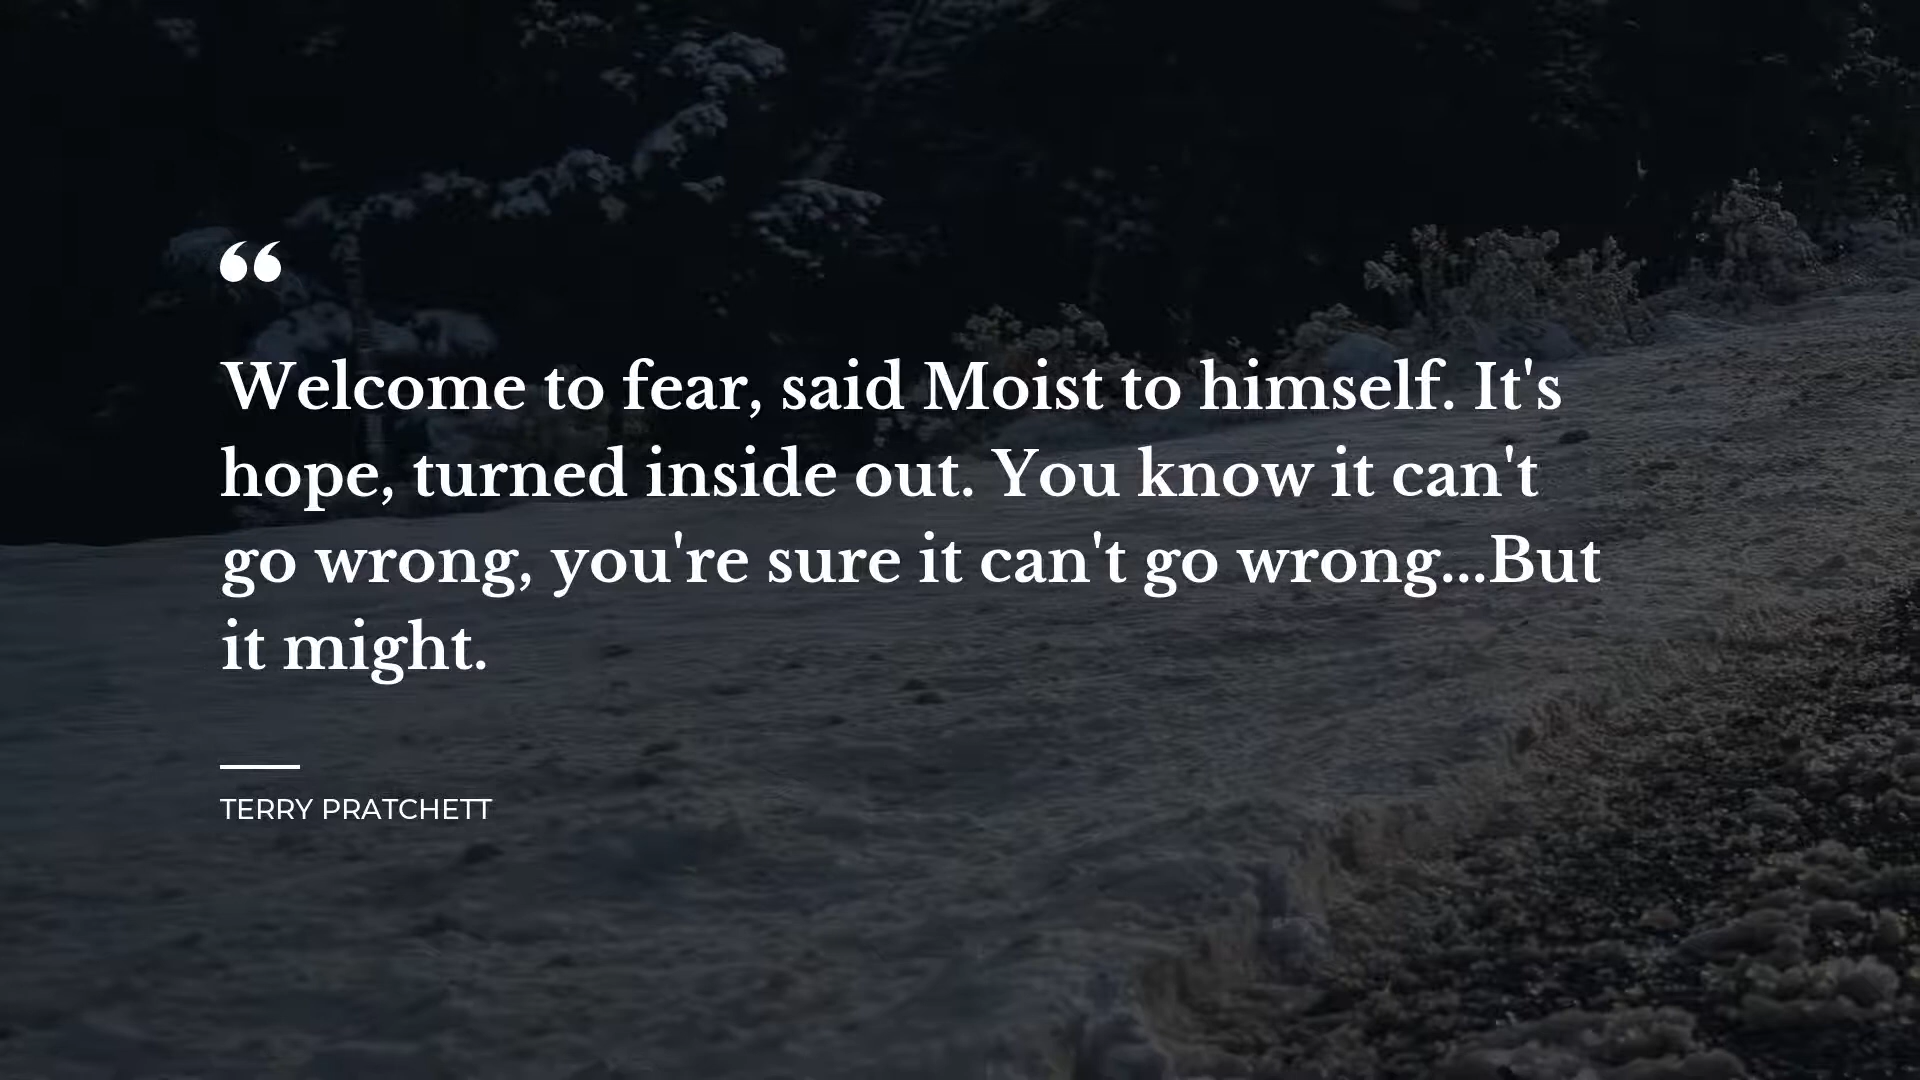 “
Welcome to fear, said Moist to himself. It's
hope, turned inside out. You know it can't
go wrong, you're sure it can't go wrong...But
it might.
TERRY PRATCHETT